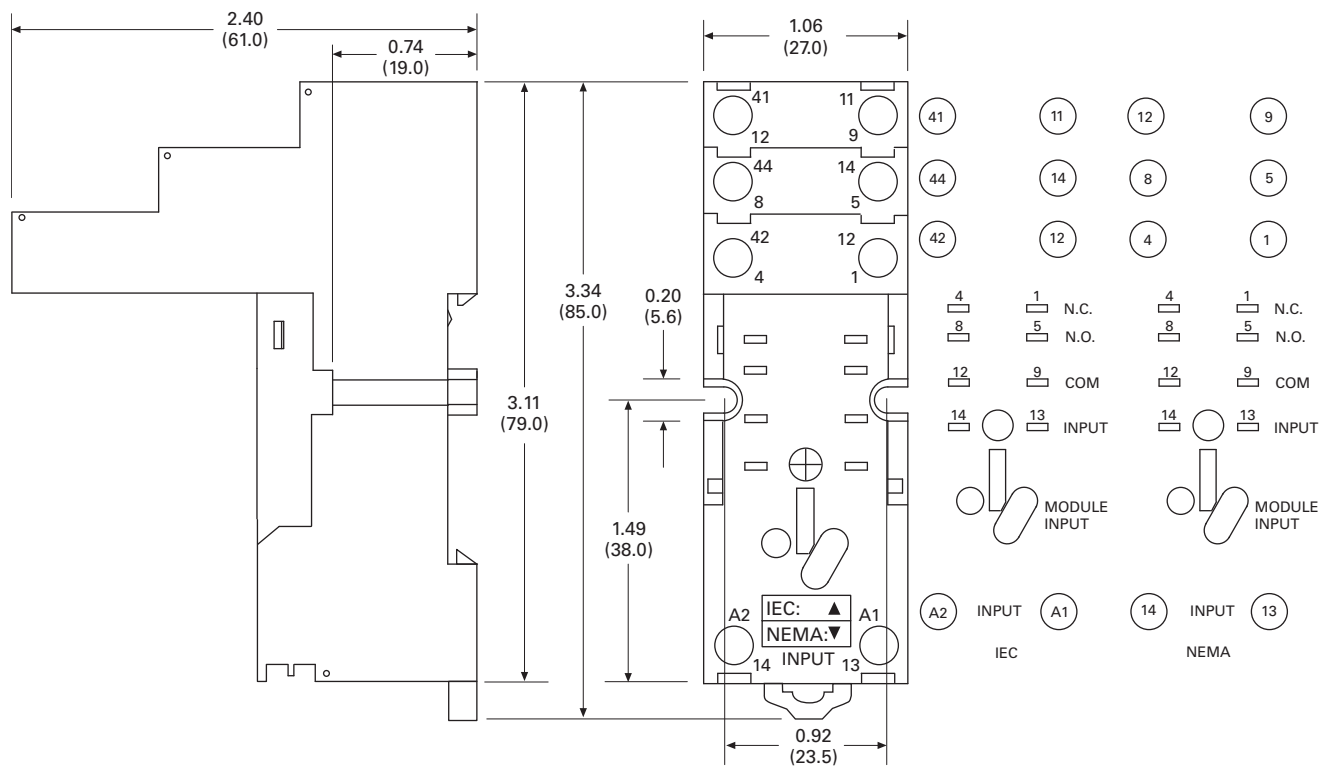 2.40
(61.0)
0.74
(19.0)
1.06
(27.0)
3.34
(85.0)
3.11
(79.0)
0.20
(5.6)
1.49
(38.0)
0.92
(23.5)
41 11
12 9
44 14
8 5
42 12
4 1
IEC: ▲
A2 A1
NEMA:▼
INPUT
14 13
41 11 12 9
44 14 8 5
42 12 4 1
4 1 N.C. 4 1 N.C.
8 5 N.O. 8 5 N.O.
12 9 COM 12 9 COM
14 13 INPUT 14 13 INPUT
MODULE
INPUT
MODULE
INPUT
A2 INPUT A1 14 INPUT 13
IEC NEMA